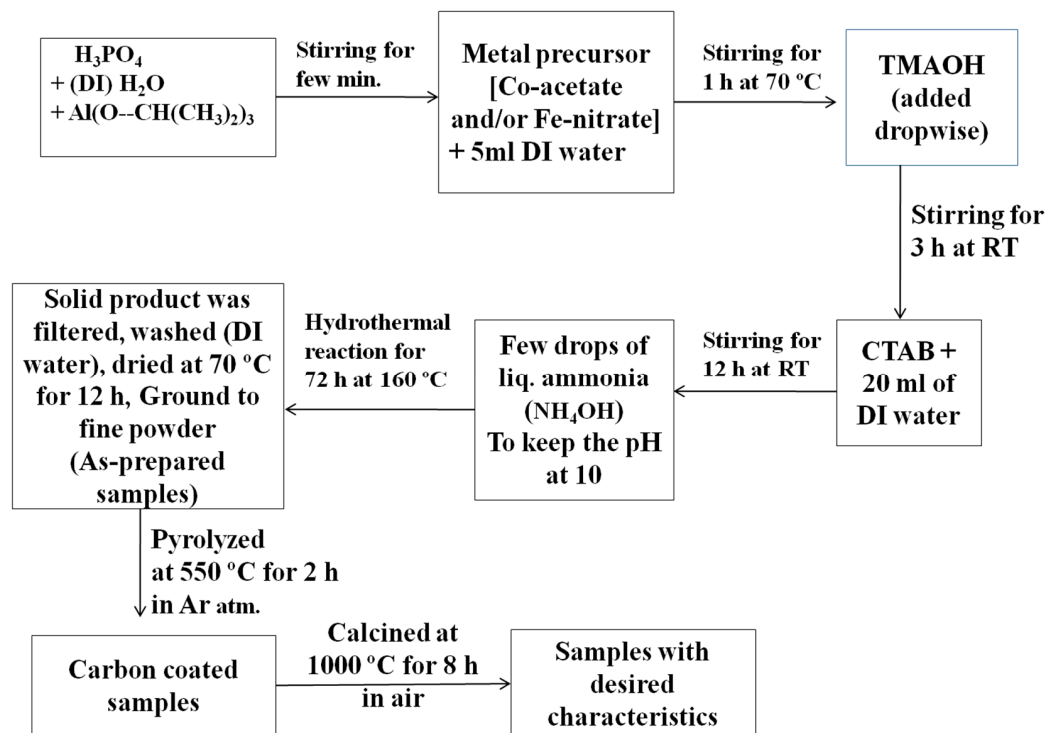 H₃PO₄
+ (DI) H₂O
+ Al(O--CH(CH₃)₂)₃
Stirring for
few min.
Metal precursor
[Co-acetate
and/or Fe-nitrate]
+ 5ml DI water
Stirring for
1 h at 70 ºC
TMAOH
(added
dropwise)
Stirring for
3 h at RT
CTAB +
20 ml of
DI water
Stirring for
12 h at RT
Few drops of
liq. ammonia
(NH₄OH)
To keep the pH
at 10
Hydrothermal
reaction for
72 h at 160 ºC
Solid product was
filtered, washed (DI
water), dried at 70 ºC
for 12 h, Ground to
fine powder
(As-prepared
samples)
Pyrolyzed
at 550 ºC for 2 h
in Ar atm.
Carbon coated
samples
Calcined at
1000 ºC for 8 h
in air
Samples with
desired
characteristics